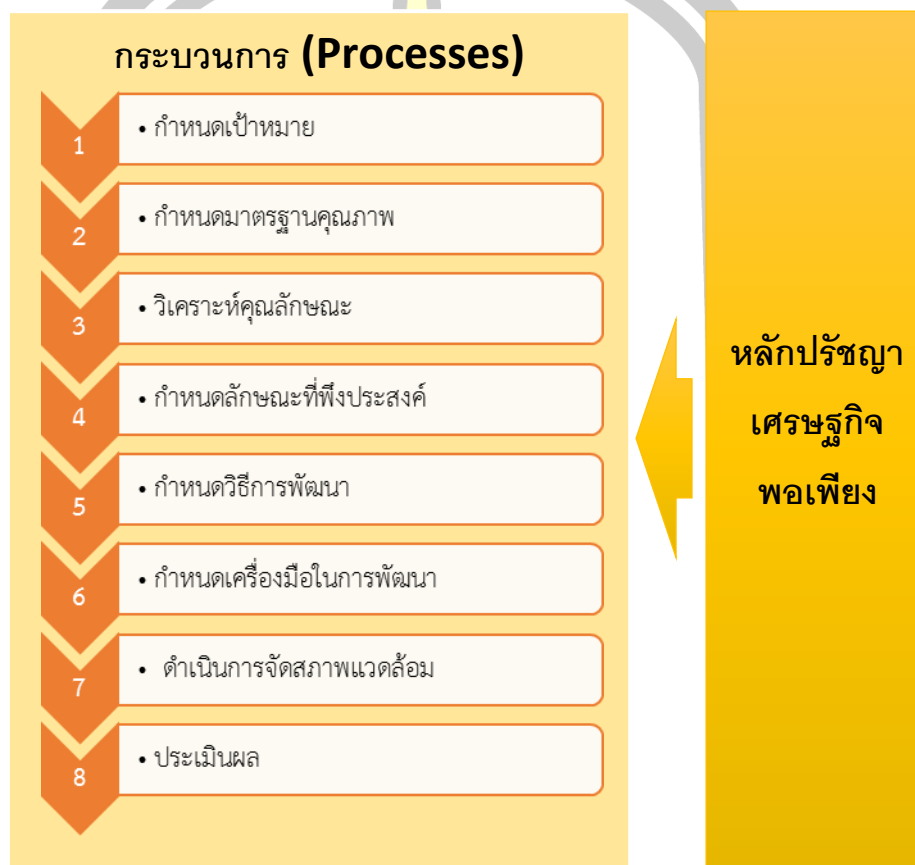 กระบวนการ (Processes)
1
• กำหนดเป้าหมาย
2
• กำหนดมาตรฐานคุณภาพ
3
• วิเคราะห์คุณลักษณะ
4
• กำหนดลักษณะที่พึงประสงค์
5
• กำหนดวิธีการพัฒนา
6
• กำหนดเครื่องมือในการพัฒนา
7
• ดำเนินการจัดสภาพแวดล้อม
8
• ประเมินผล
หลักปรัชญา
เศรษฐกิจ
พอเพียง